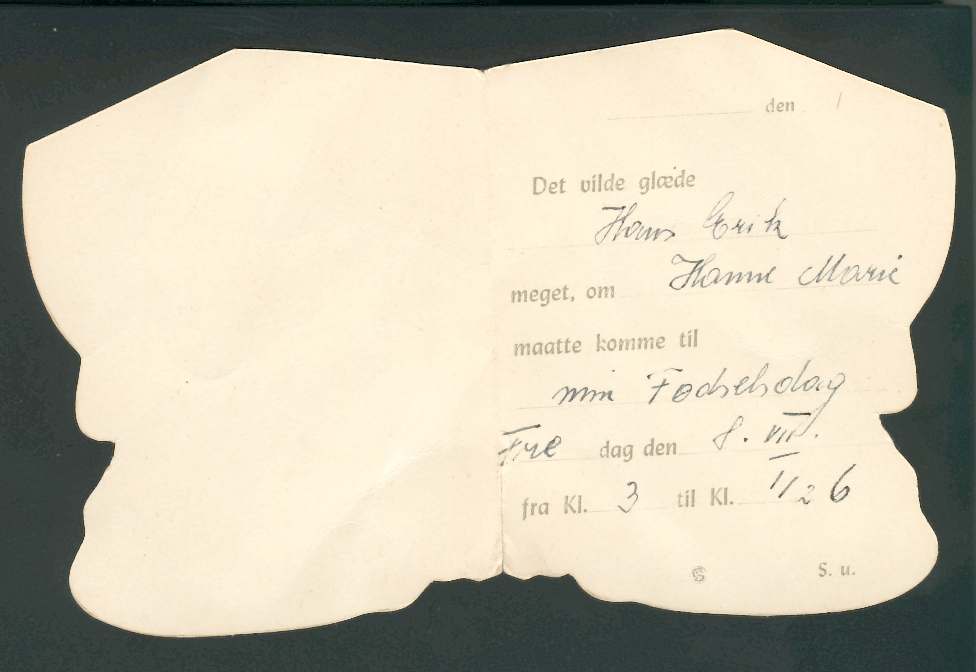 den
Det vilde glæde
Hans Erik
meget, om Hanne Marie
maatte komme til
min Fødselsdag
Fre dag den 8. VII.
fra Kl. 3 til Kl. 1/2 6
S. u.